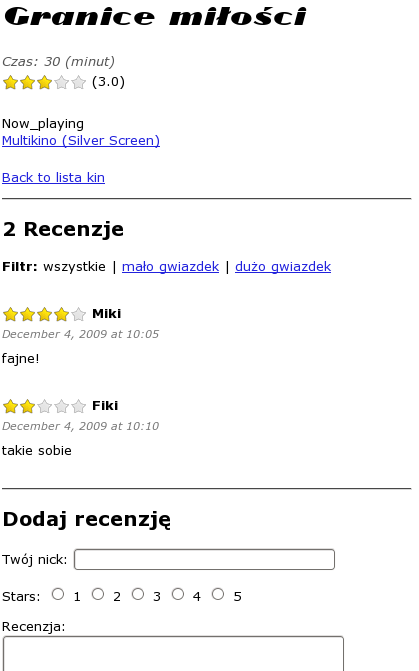 Granice miłości
Czas: 30 (minut)
(3.0)
Now_playing
Multikino (Silver Screen)
Back to lista kin
2 Recenzje
Filtr: wszystkie | mało gwiazdek | dużo gwiazdek
Miki
December 4, 2009 at 10:05
fajne!
Fiki
December 4, 2009 at 10:10
takie sobie
Dodaj recenzję
Twój nick:
Stars: 1 2 3 4 5
Recenzja: